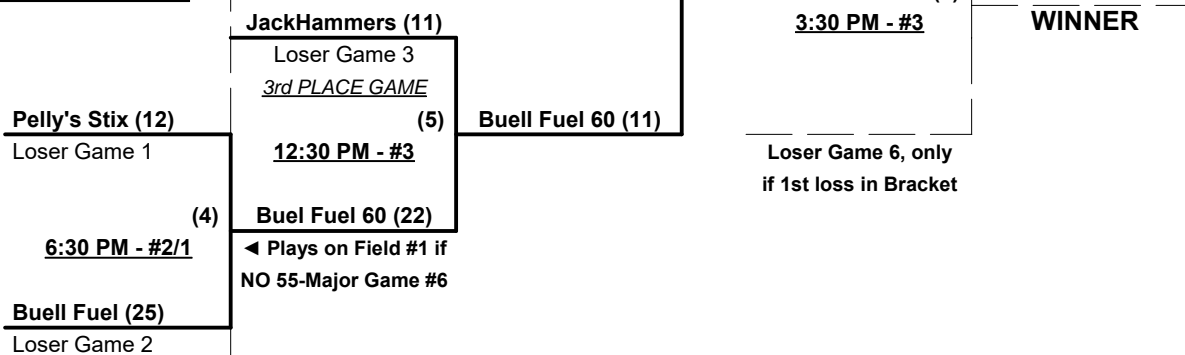 JackHammers (11)
Loser Game 3
3rd PLACE GAME
(5)
12:30 PM - #3
Pelly's Stix (12)
Loser Game 1
(4)
6:30 PM - #2/1
Buel Fuel 60 (22)
◄ Plays on Field #1 if
NO 55-Major Game #6
Buell Fuel (25)
Loser Game 2
Buell Fuel 60 (11)
3:30 PM - #3
WINNER
Loser Game 6, only
if 1st loss in Bracket